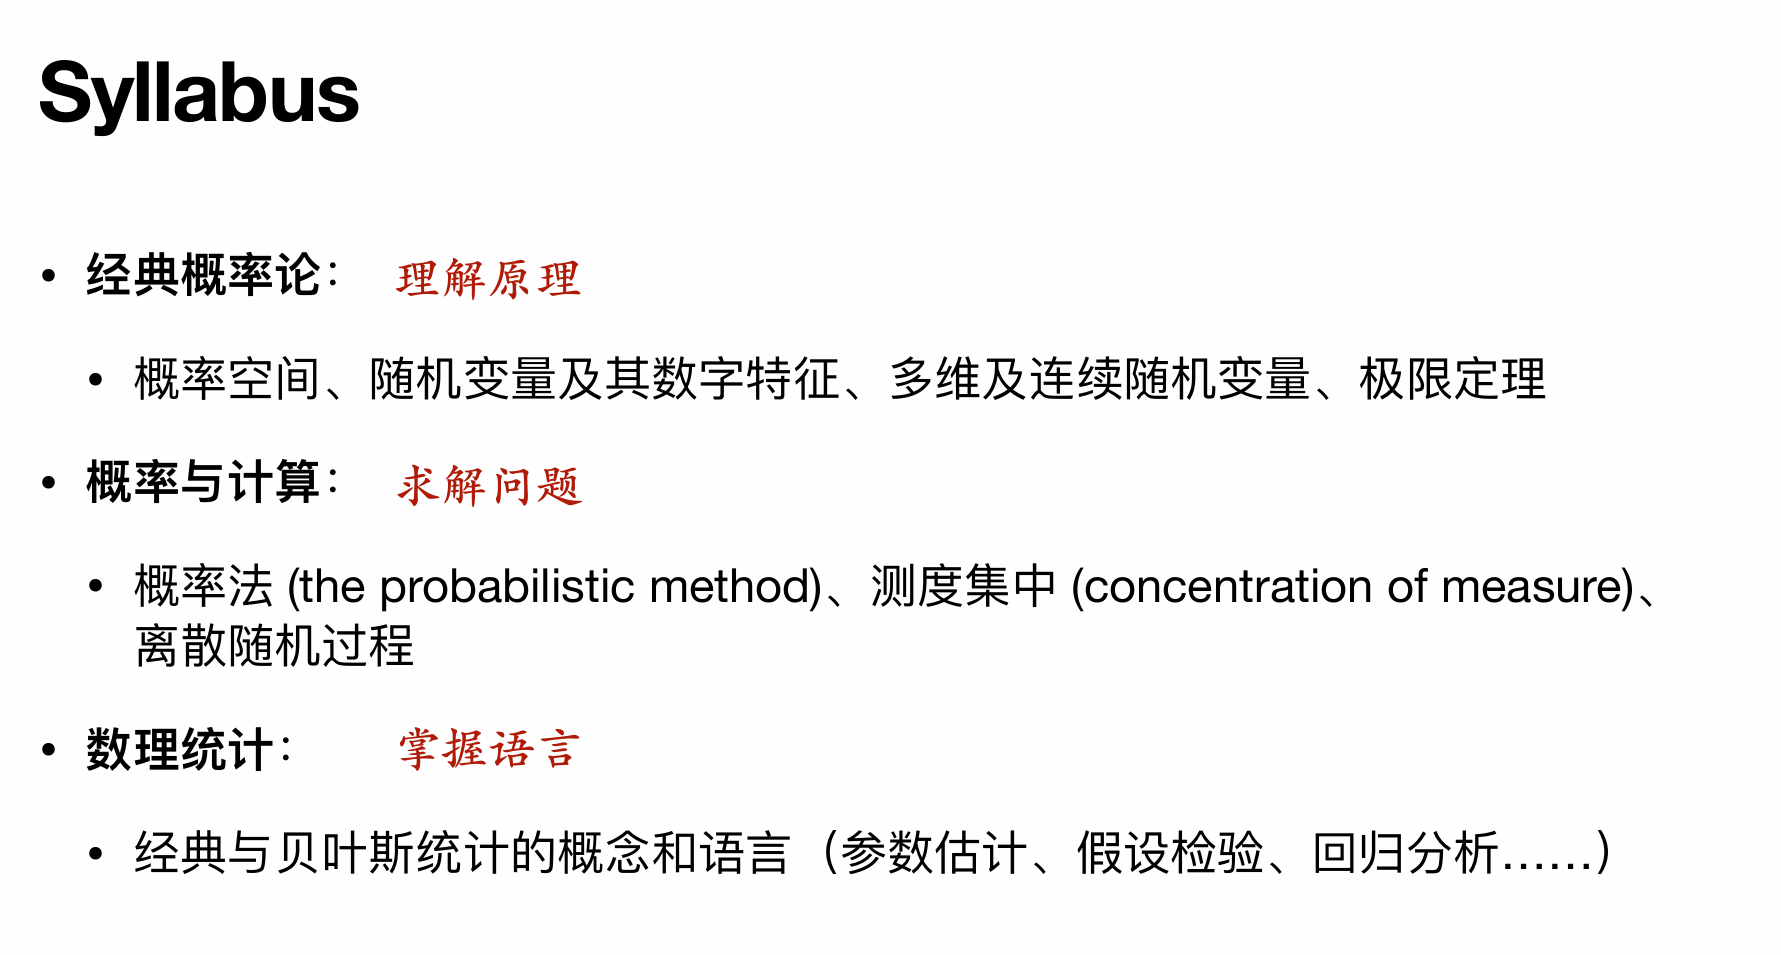 Syllabus
• 经典概率论： 理解原理
• 概率空间、随机变量及其数字特征、多维及连续随机变量、极限定理
• 概率与计算： 求解问题
• 概率法 (the probabilistic method)、测度集中 (concentration of measure)、
离散随机过程
• 数理统计： 掌握语言
• 经典与贝叶斯统计的概念和语言（参数估计、假设检验、回归分析……）